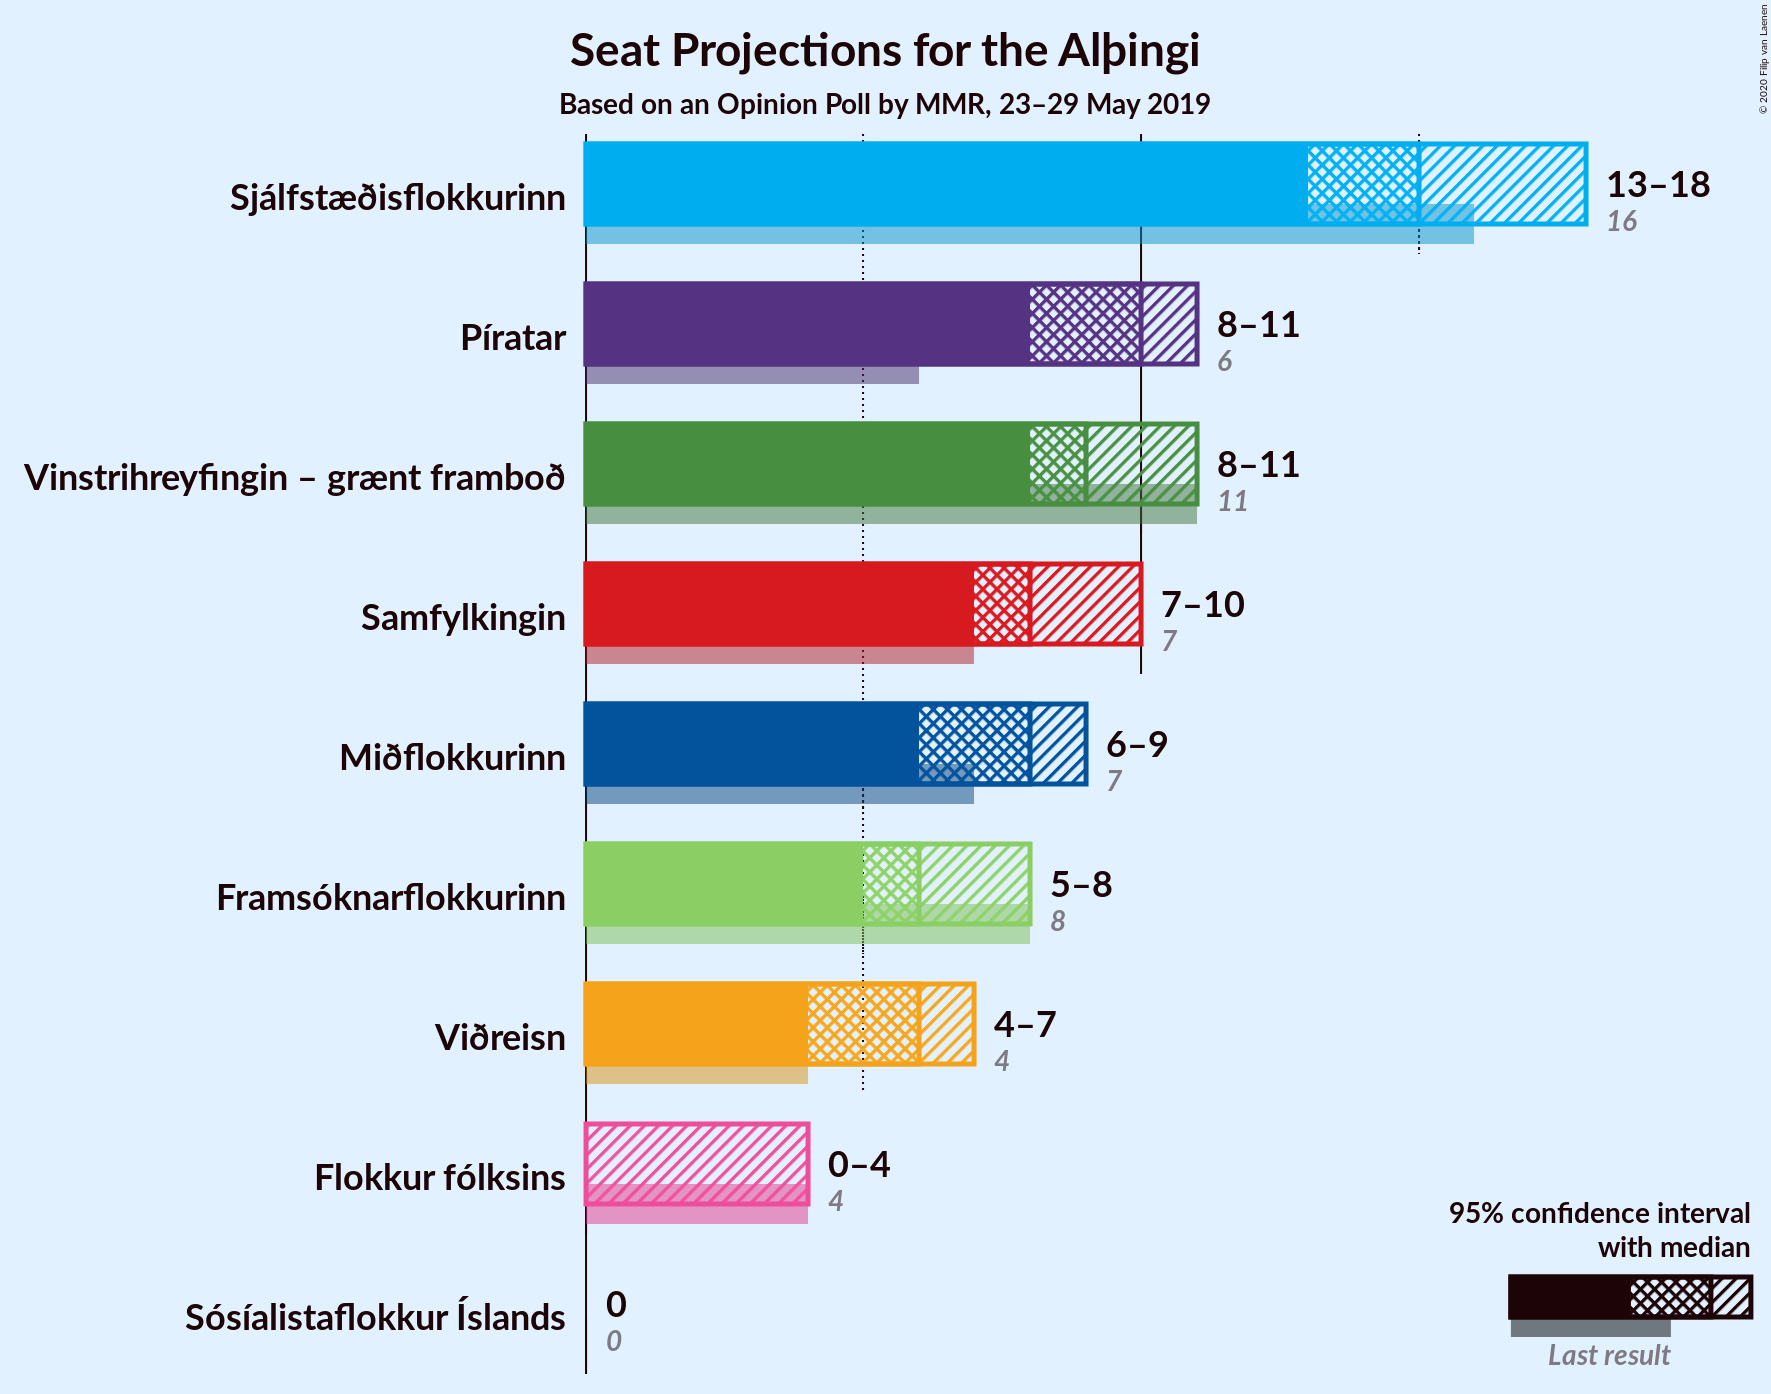 Seat Projections for the Alþingi
Based on an Opinion Poll by MMR, 23–29 May 2019
© 2020 Filip van Laenen
Sjálfstæðisflokkurinn
13–18
16
Píratar
8–11
6
Vinstrihreyfingin – grænt framboð
8–11
11
Samfylkingin
7–10
7
Miðflokkurinn
6–9
7
Framsóknarflokkurinn
5–8
8
Viðreisn
4–7
4
Flokkur fólksins
0–4
4
Sósíalistaflokkur Íslands
0
0
95% confidence interval
with median
Last result